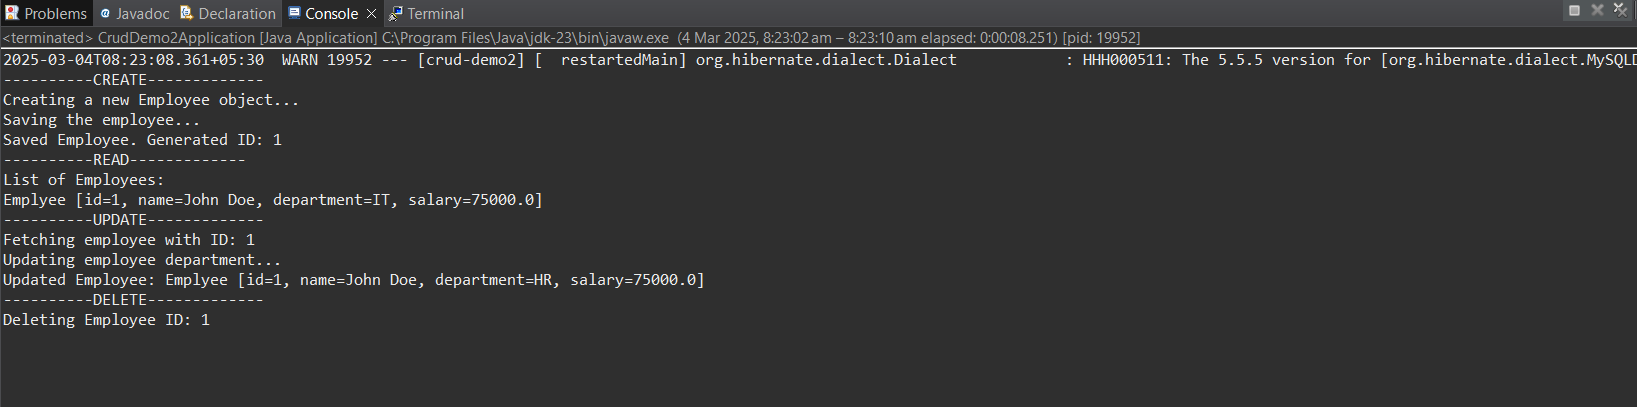 Problems Javadoc Declaration Console Terminal
<terminated> CrudDemo2Application [Java Application] C:\Program Files\Java\jdk-23\bin\javaw.exe (4 Mar 2025, 8:23:02 am – 8:23:10 am elapsed: 0:00:08.251) [pid: 19952]
2025-03-04T08:23:08.361+05:30  WARN 19952 --- [crud-demo2] [  restartedMain] org.hibernate.dialect.Dialect            : HHH000511: The 5.5.5 version for [org.hibernate.dialect.MySQLD
----------CREATE-------------
Creating a new Employee object...
Saving the employee...
Saved Employee. Generated ID: 1
----------READ-------------
List of Employees:
Emplyee [id=1, name=John Doe, department=IT, salary=75000.0]
----------UPDATE-------------
Fetching employee with ID: 1
Updating employee department...
Updated Employee: Emplyee [id=1, name=John Doe, department=HR, salary=75000.0]
----------DELETE-------------
Deleting Employee ID: 1